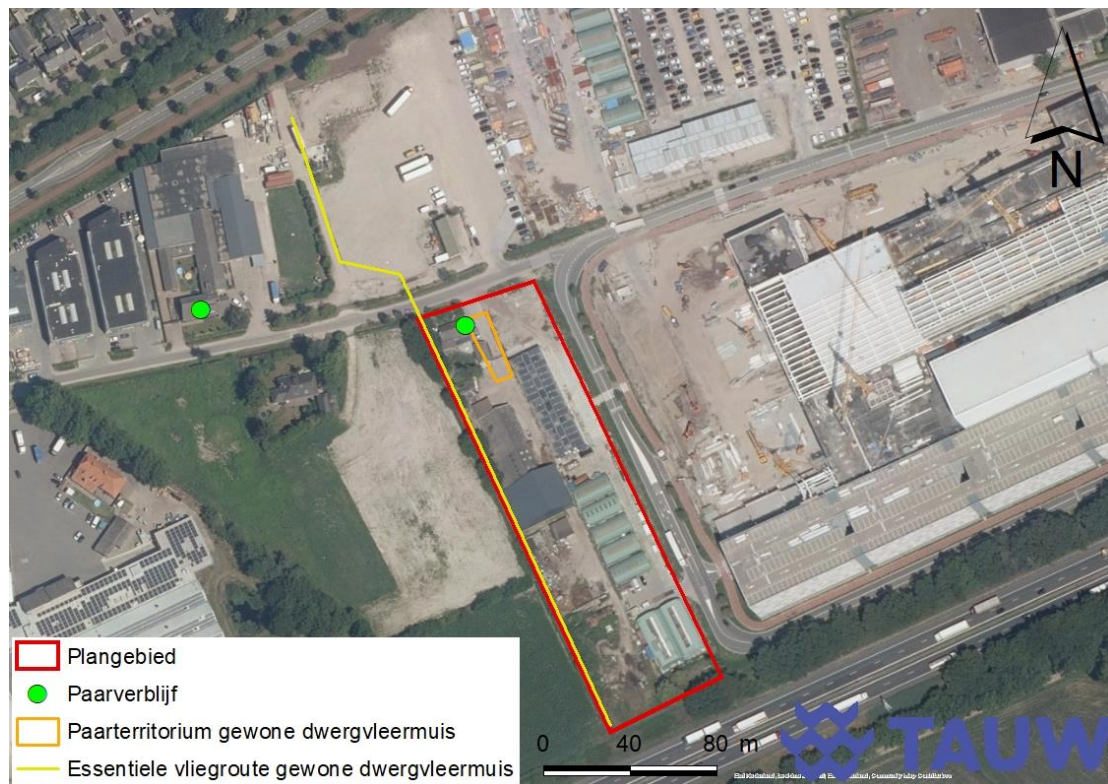 N
Plangebied
Paarverblijf
Paarterritorium gewone dwergvleermuis
Essentiele vliegroute gewone dwergvleermuis
0 40 80 m
TAUW